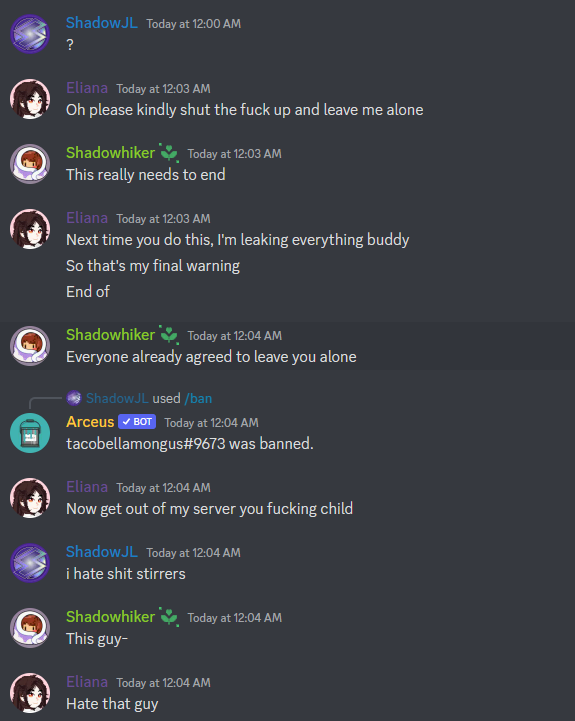 ShadowJL Today at 12:00 AM
?
Eliana Today at 12:03 AM
Oh please kindly shut the fuck up and leave me alone
Shadowhiker Today at 12:03 AM
This really needs to end
Eliana Today at 12:03 AM
Next time you do this, I'm leaking everything buddy
So that's my final warning
End of
Shadowhiker Today at 12:04 AM
Everyone already agreed to leave you alone
ShadowJL used /ban
Arceus BOT Today at 12:04 AM
tacobellamongus#9673 was banned.
Eliana Today at 12:04 AM
Now get out of my server you fucking child
ShadowJL Today at 12:04 AM
i hate shit stirrers
Shadowhiker Today at 12:04 AM
This guy-
Eliana Today at 12:04 AM
Hate that guy